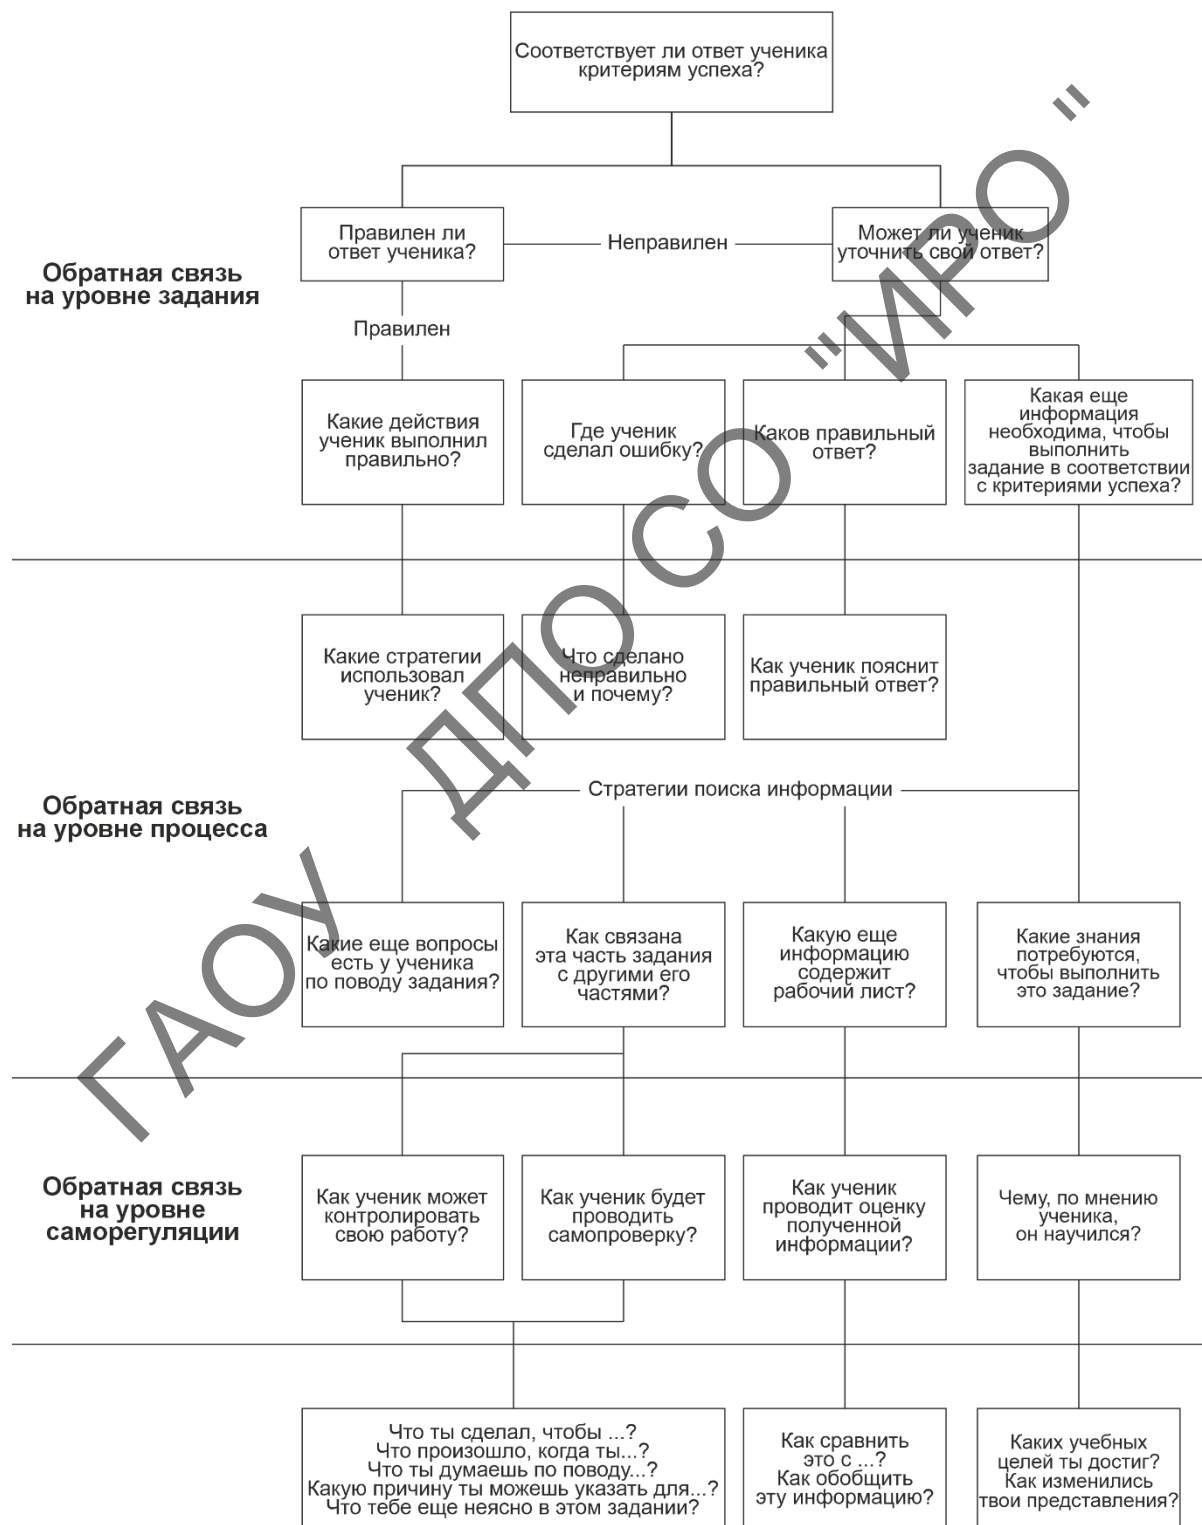 Соответствует ли ответ ученика
критериям успеха?
Правилен ли
ответ ученика?
Неправилен
Может ли ученик
уточнить свой ответ?
Обратная связь
на уровне задания
Правилен
Какие действия
ученик выполнил
правильно?
Где ученик
сделал ошибку?
Каков правильный
ответ?
Какая еще
информация
необходима, чтобы
выполнить
задание в соответствии
с критериями успеха?
Какие стратегии
использовал
ученик?
Что сделано
неправильно
и почему?
Как ученик пояснит
правильный ответ?
Стратегии поиска информации
Обратная связь
на уровне процесса
Какие еще вопросы
есть у ученика
по поводу задания?
Как связана
эта часть задания
с другими его
частями?
Какую еще
информацию
содержит
рабочий лист?
Какие знания
потребуются,
чтобы выполнить
это задание?
Обратная связь
на уровне
саморегуляции
Как ученик может
контролировать
свою работу?
Как ученик будет
проводить
самопроверку?
Как ученик
проводит оценку
полученной
информации?
Чему, по мнению
ученика,
он научился?
Что ты сделал, чтобы ...?
Что произошло, когда ты...?
Что ты думаешь по поводу...?
Какую причину ты можешь указать для...?
Что тебе еще неясно в этом задании?
Как сравнить
это с ...?
Как обобщить
эту информацию?
Каких учебных
целей ты достиг?
Как изменились
твои представления?
ГАОУ ДПО СО "ИРО "